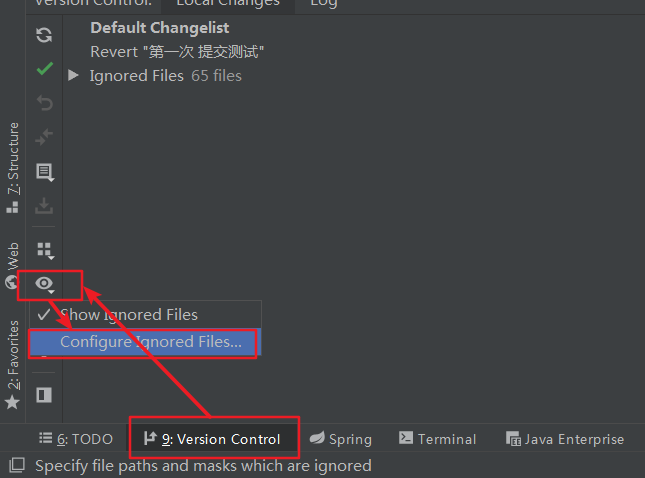 Version Control: Local Changes Log
Default Changelist
Revert "第一次 提交测试"
Ignored Files 65 files
7: Structure
Web
2: Favorites
Show Ignored Files
Configure Ignored Files...
6: TODO 9: Version Control Spring Terminal Java Enterprise
Specify file paths and masks which are ignored